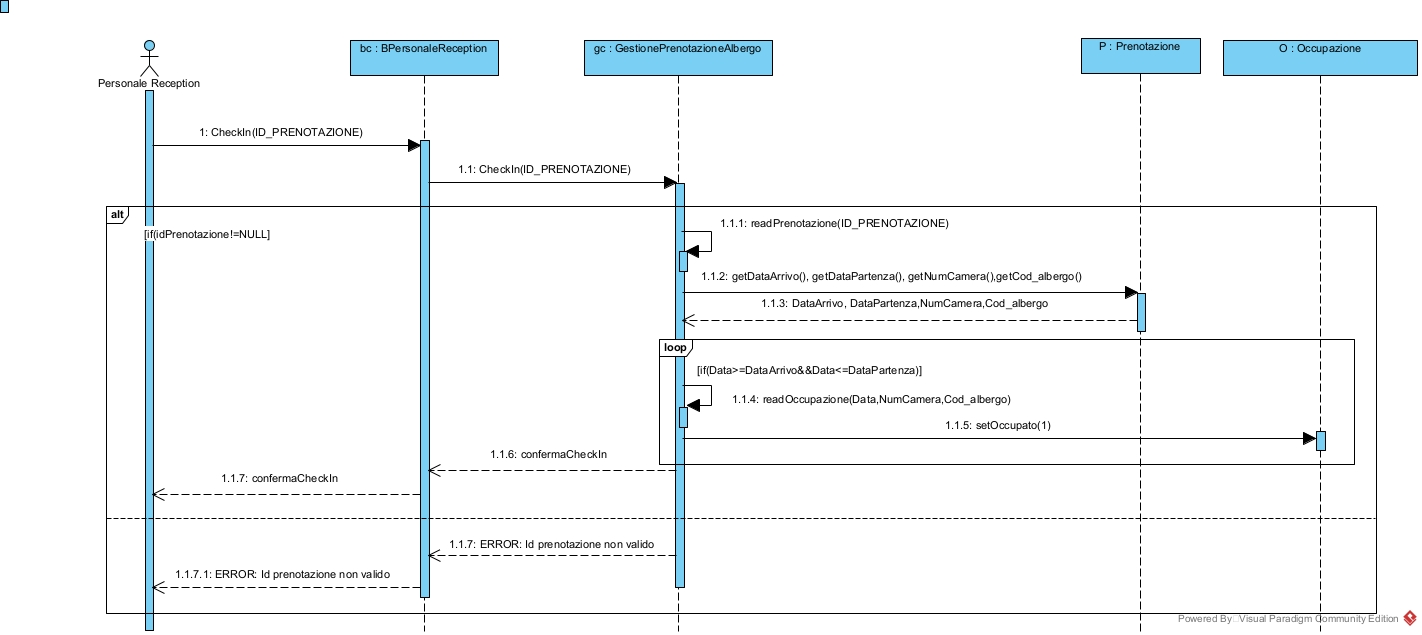 bc : BPersonaleReception
gc : GestionePrenotazioneAlbergo
P : Prenotazione
O : Occupazione
Personale Reception
1: CheckIn(ID_PRENOTAZIONE)
1.1: CheckIn(ID_PRENOTAZIONE)
alt
[if(idPrenotazione!=NULL]
1.1.1: readPrenotazione(ID_PRENOTAZIONE)
1.1.2: getDataArrivo(), getDataPartenza(), getNumCamera(),getCod_albergo()
1.1.3: DataArrivo, DataPartenza,NumCamera,Cod_albergo
loop
[if(Data>=DataArrivo&&Data<=DataPartenza)]
1.1.4: readOccupazione(Data,NumCamera,Cod_albergo)
1.1.5: setOccupato(1)
1.1.6: confermaCheckIn
1.1.7: confermaCheckIn
1.1.7: ERROR: Id prenotazione non valido
1.1.7.1: ERROR: Id prenotazione non valido
Powered By Visual Paradigm Community Edition